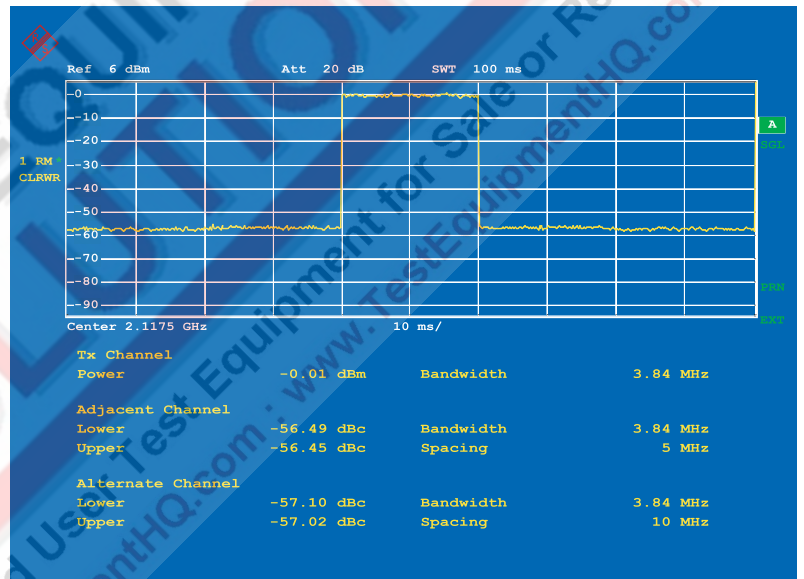 Ref 6 dBm Att 20 dB SWT 100 ms
-0
-10
A
-20
SGL
1 RM *
-30
CLRWR
-40
-50
-60
-70
-80
PRN
-90
EXT
Center 2.1175 GHz 10 ms/
Tx Channel
Power -0.01 dBm Bandwidth 3.84 MHz
Adjacent Channel
Lower -56.49 dBc Bandwidth 3.84 MHz
Upper -56.45 dBc Spacing 5 MHz
Alternate Channel
Lower -57.10 dBc Bandwidth 3.84 MHz
Upper -57.02 dBc Spacing 10 MHz
User Test Equipment for Sale or
www.TestEquipmentHQ.com